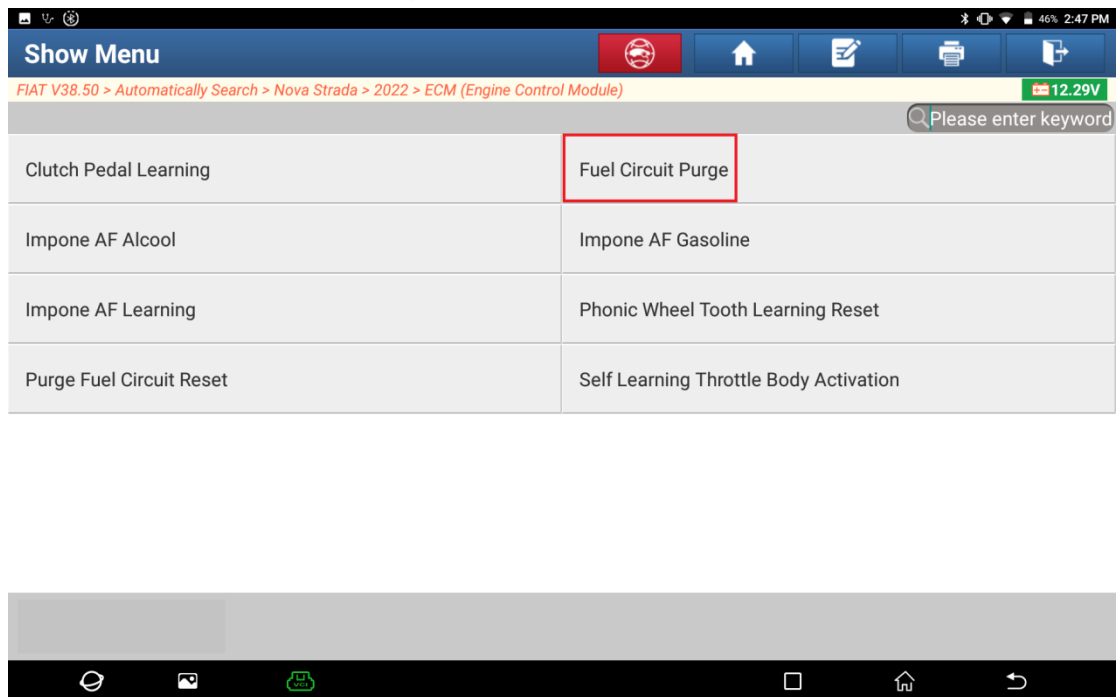 46% 2:47 PM
Show Menu
FIAT V38.50 > Automatically Search > Nova Strada > 2022 > ECM (Engine Control Module)
12.29V
Please enter keyword
Clutch Pedal Learning
Fuel Circuit Purge
Impone AF Alcool
Impone AF Gasoline
Impone AF Learning
Phonic Wheel Tooth Learning Reset
Purge Fuel Circuit Reset
Self Learning Throttle Body Activation
VCI